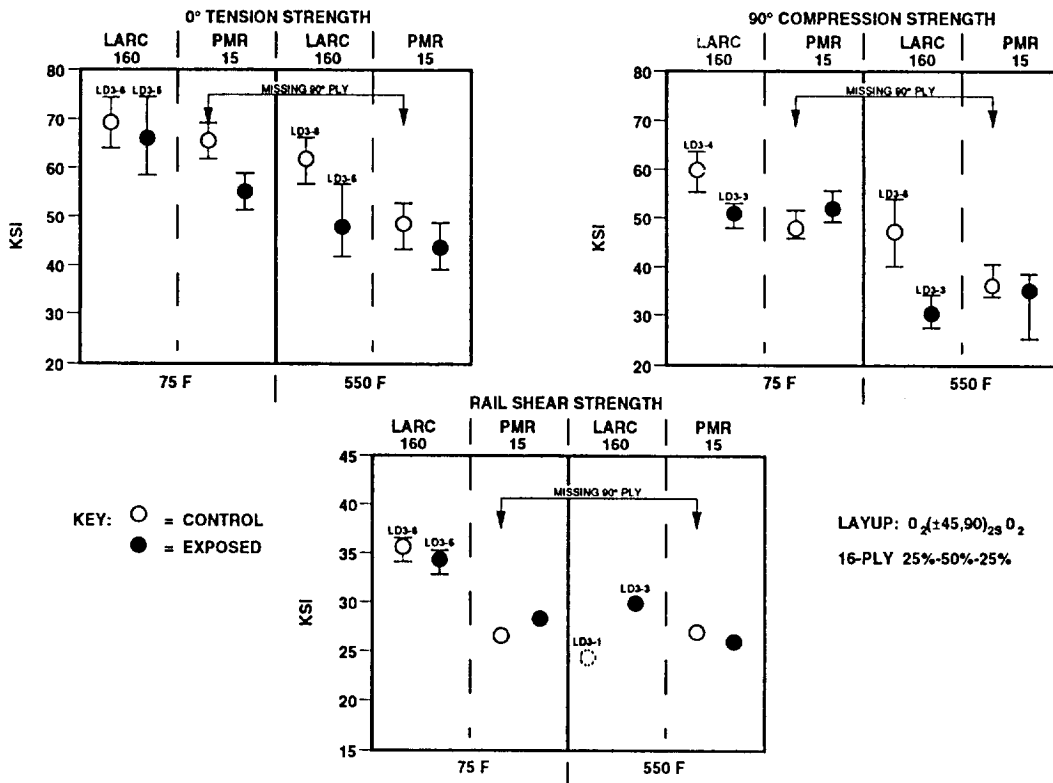 0° TENSION STRENGTH
LARC 160 PMR 15 LARC 160 PMR 15
MISSING 90° PLY
LD3-6 LD3-5 LD3-6 LD3-5
80
70
60
50
40
30
20
KSI
75 F 550 F
90° COMPRESSION STRENGTH
LARC 160 PMR 15 LARC 160 PMR 15
MISSING 90° PLY
LD3-4 LD3-3 LD3-6 LD3-3
80
70
60
50
40
30
20
KSI
75 F 550 F
RAIL SHEAR STRENGTH
LARC 160 PMR 15 LARC 160 PMR 15
MISSING 90° PLY
LD3-6 LD3-5 LD3-1 LD3-3
45
40
35
30
25
20
15
KSI
75 F 550 F
KEY: ○ = CONTROL
● = EXPOSED
LAYUP: 0₂(±45,90)₂S 0₂
16-PLY 25%-50%-25%